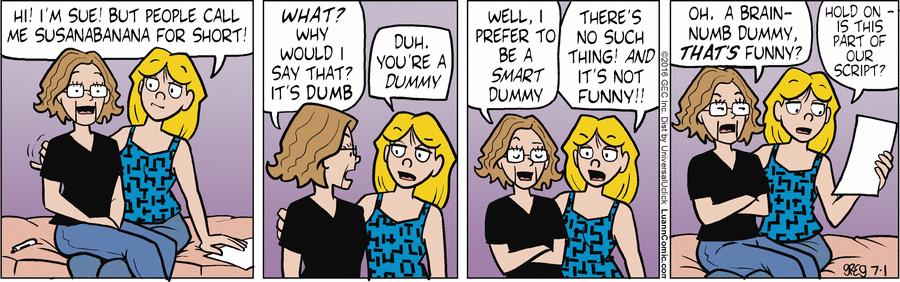 HI! I'M SUE! BUT PEOPLE CALL
ME SUSANABANANA FOR SHORT!
WHAT?
WHY
WOULD I
SAY THAT?
IT'S DUMB
DUH.
YOU'RE A
DUMMY
WELL, I
PREFER TO
BE A
SMART
DUMMY
THERE'S
NO SUCH
THING! AND
IT'S NOT
FUNNY!!
©2016 GEC Inc. Dist by UniversalUclick LuannComic.com
OH. A BRAIN-
NUMB DUMMY,
THAT'S FUNNY?
HOLD ON -
IS THIS
PART OF
OUR
SCRIPT?
GREG 7-1